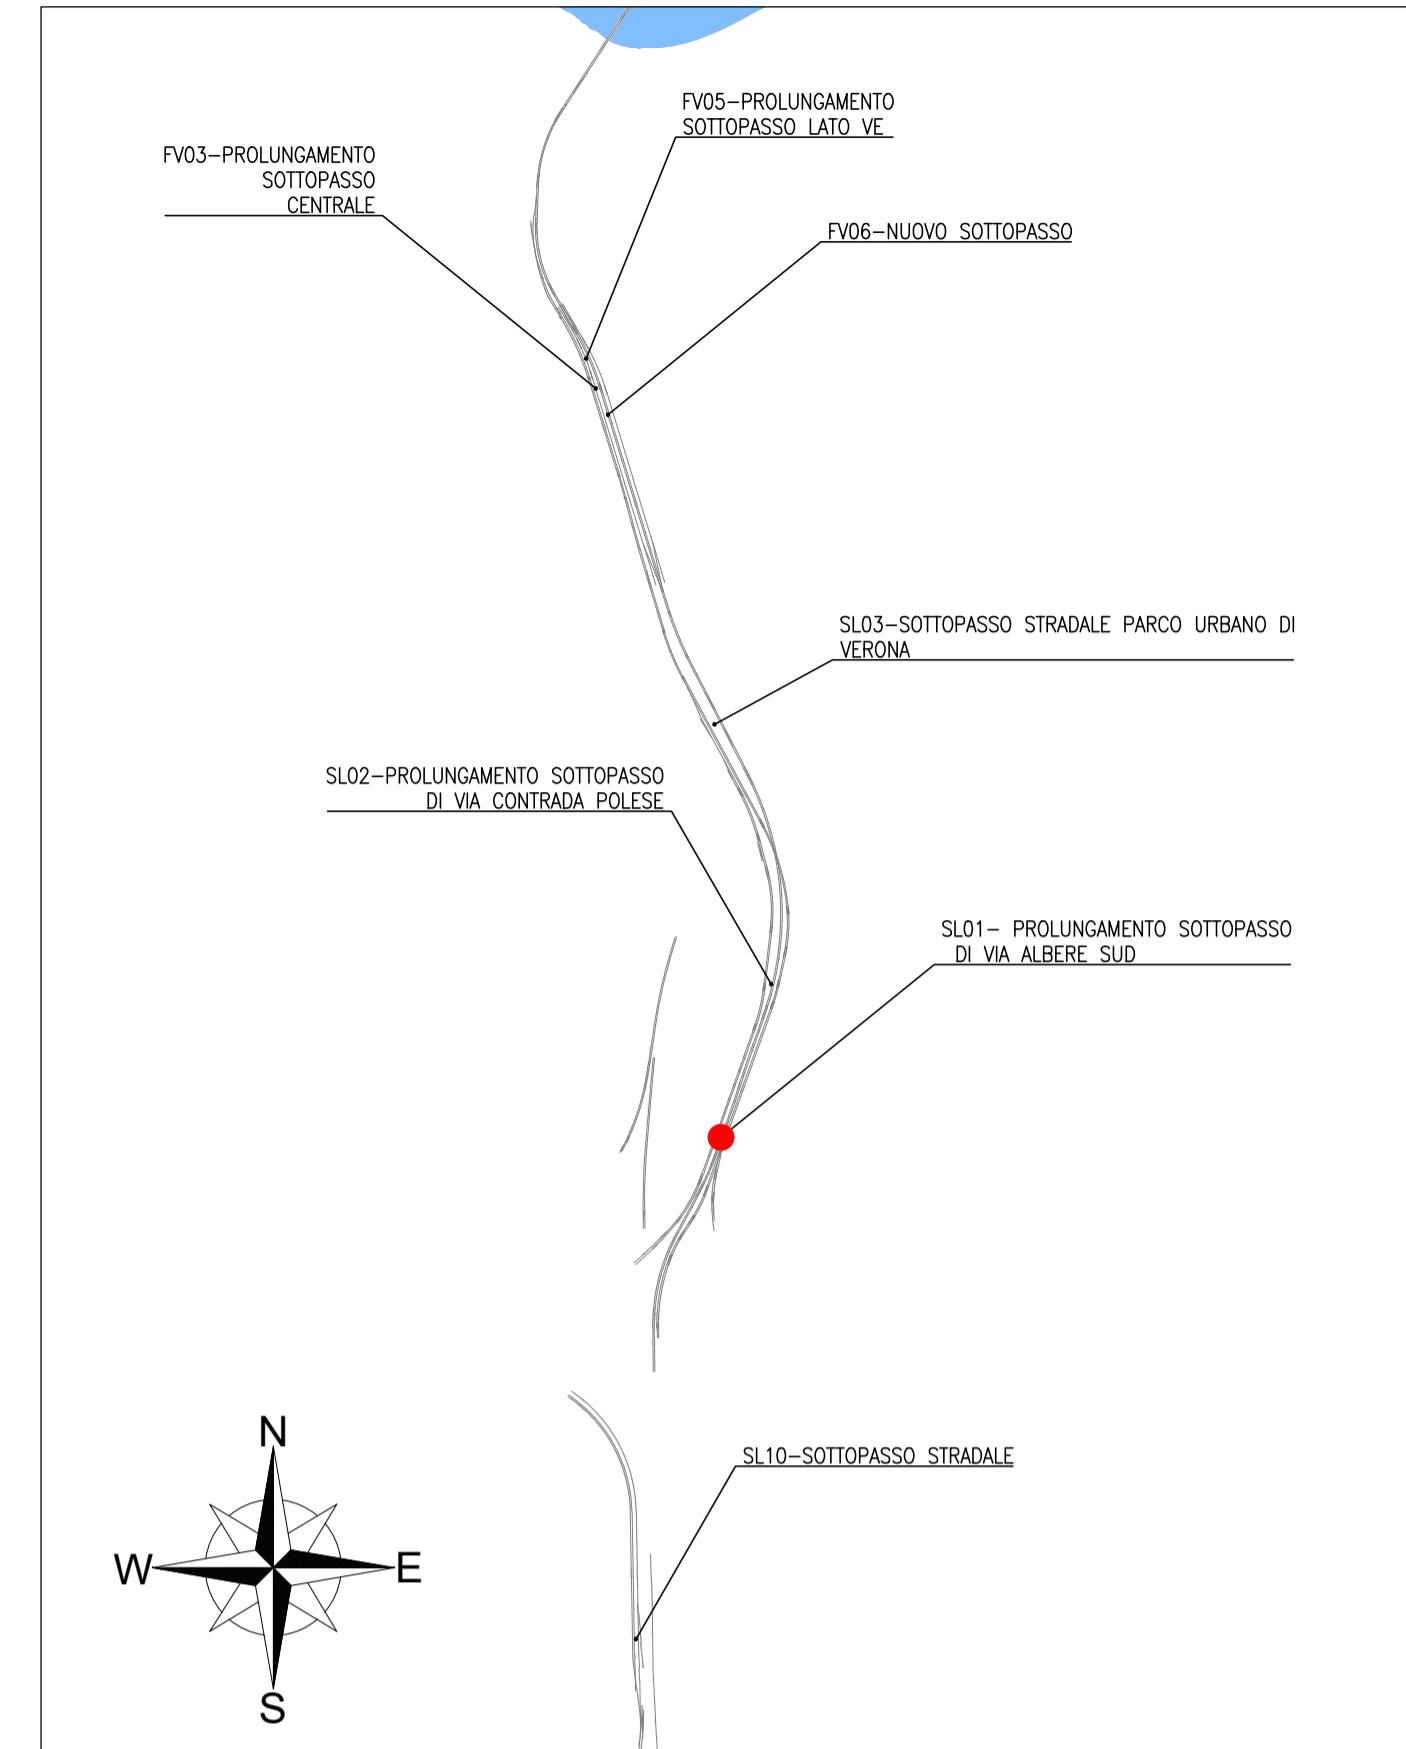 FV05-PROLUNGAMENTO
SOTTOPASSO LATO VE
FV03-PROLUNGAMENTO
SOTTOPASSO
CENTRALE
FV06-NUOVO SOTTOPASSO
SL03-SOTTOPASSO STRADALE PARCO URBANO DI
VERONA
SL02-PROLUNGAMENTO SOTTOPASSO
DI VIA CONTRADA POLESE
SL01- PROLUNGAMENTO SOTTOPASSO
DI VIA ALBERE SUD
N
SL10-SOTTOPASSO STRADALE
W
E
S